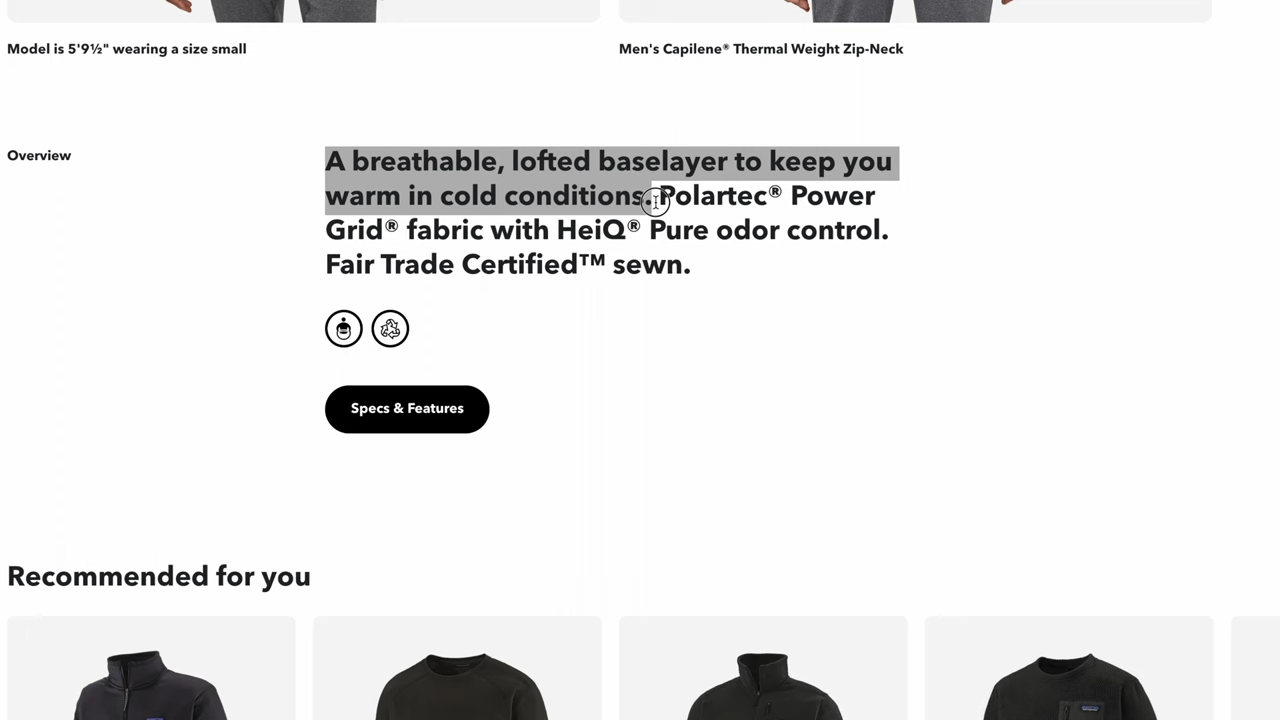 Model is 5'9½" wearing a size small
Men's Capilene® Thermal Weight Zip-Neck
Overview
A breathable, lofted baselayer to keep you
warm in cold conditions. Polartec® Power
Grid® fabric with HeiQ® Pure odor control.
Fair Trade Certified™ sewn.
Specs & Features
Recommended for you